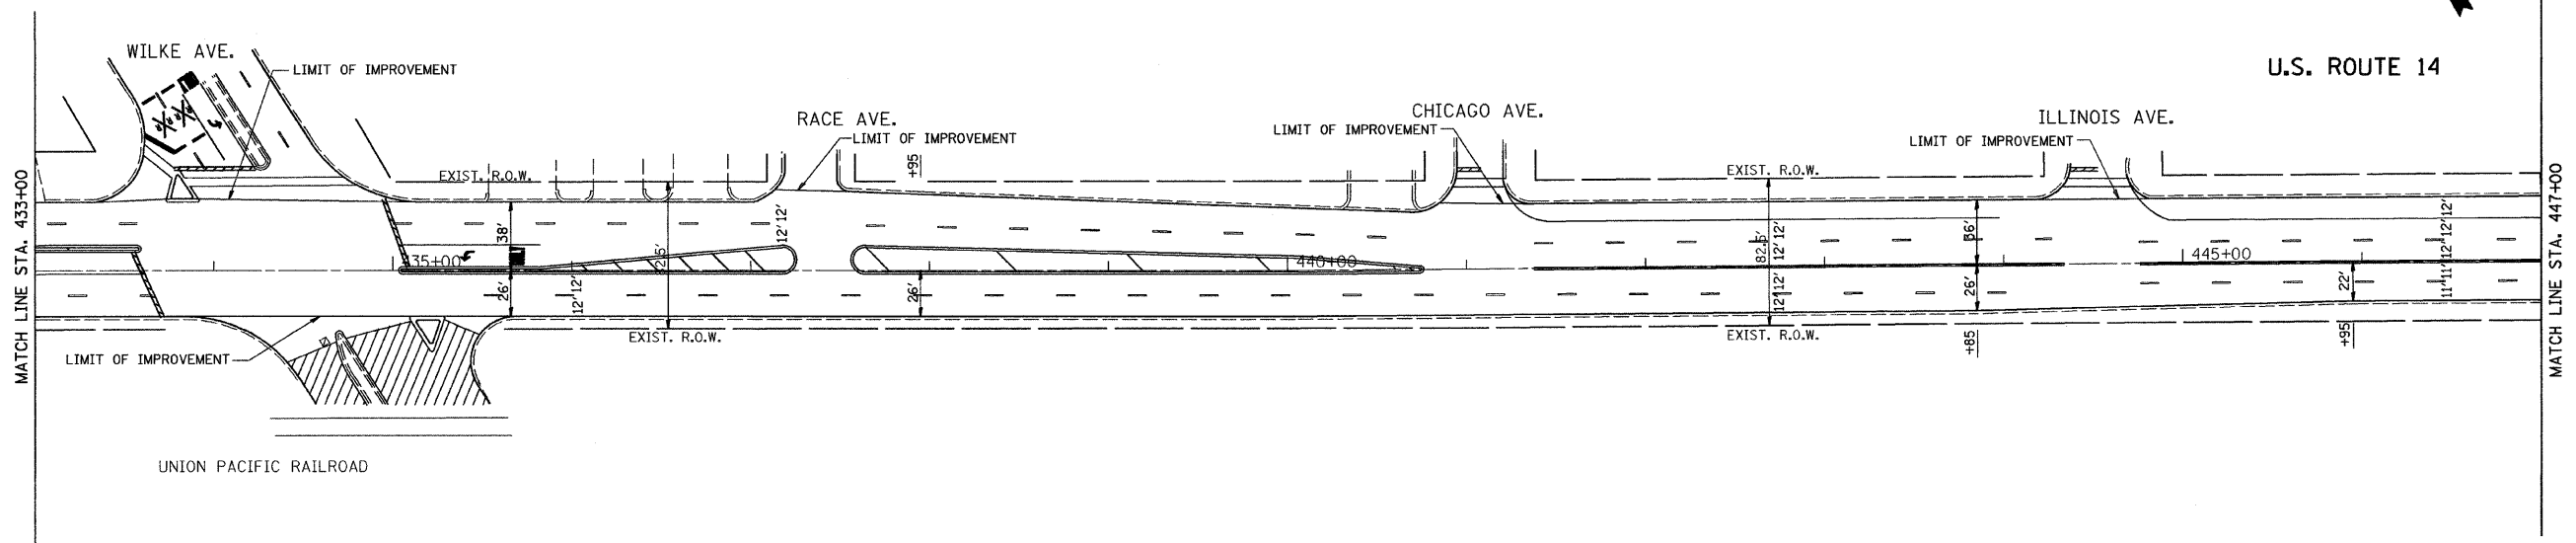 WILKE AVE.
LIMIT OF IMPROVEMENT
U.S. ROUTE 14
RACE AVE.
LIMIT OF IMPROVEMENT
CHICAGO AVE.
LIMIT OF IMPROVEMENT
ILLINOIS AVE.
LIMIT OF IMPROVEMENT
MATCH LINE STA. 433+00
MATCH LINE STA. 447+00
EXIST. R.O.W.
+95
EXIST. R.O.W.
38'
12' 12'
82.5'
12' 12'
36'
12' 12' 12' 12'
35+00
440+00
445+00
26'
12' 12'
26'
12' 12'
26'
22'
11' 11'
EXIST. R.O.W.
EXIST. R.O.W.
+85
+95
LIMIT OF IMPROVEMENT
UNION PACIFIC RAILROAD